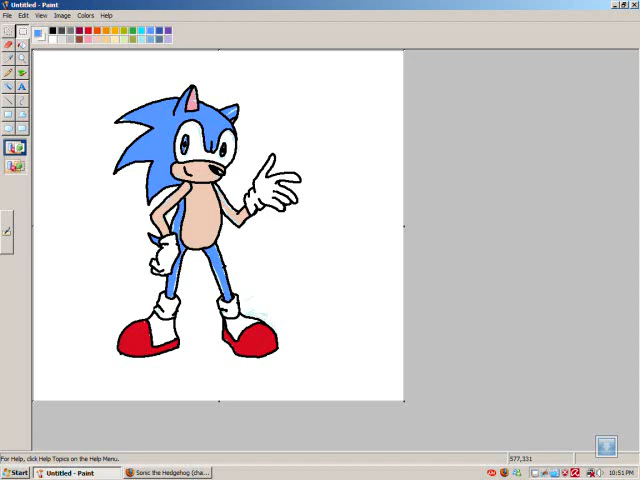 Untitled - Paint
File Edit View Image Colors Help
For Help, click Help Topics on the Help Menu.
577,331
Start
Untitled - Paint
Sonic the Hedgehog (cha...
10:51 PM